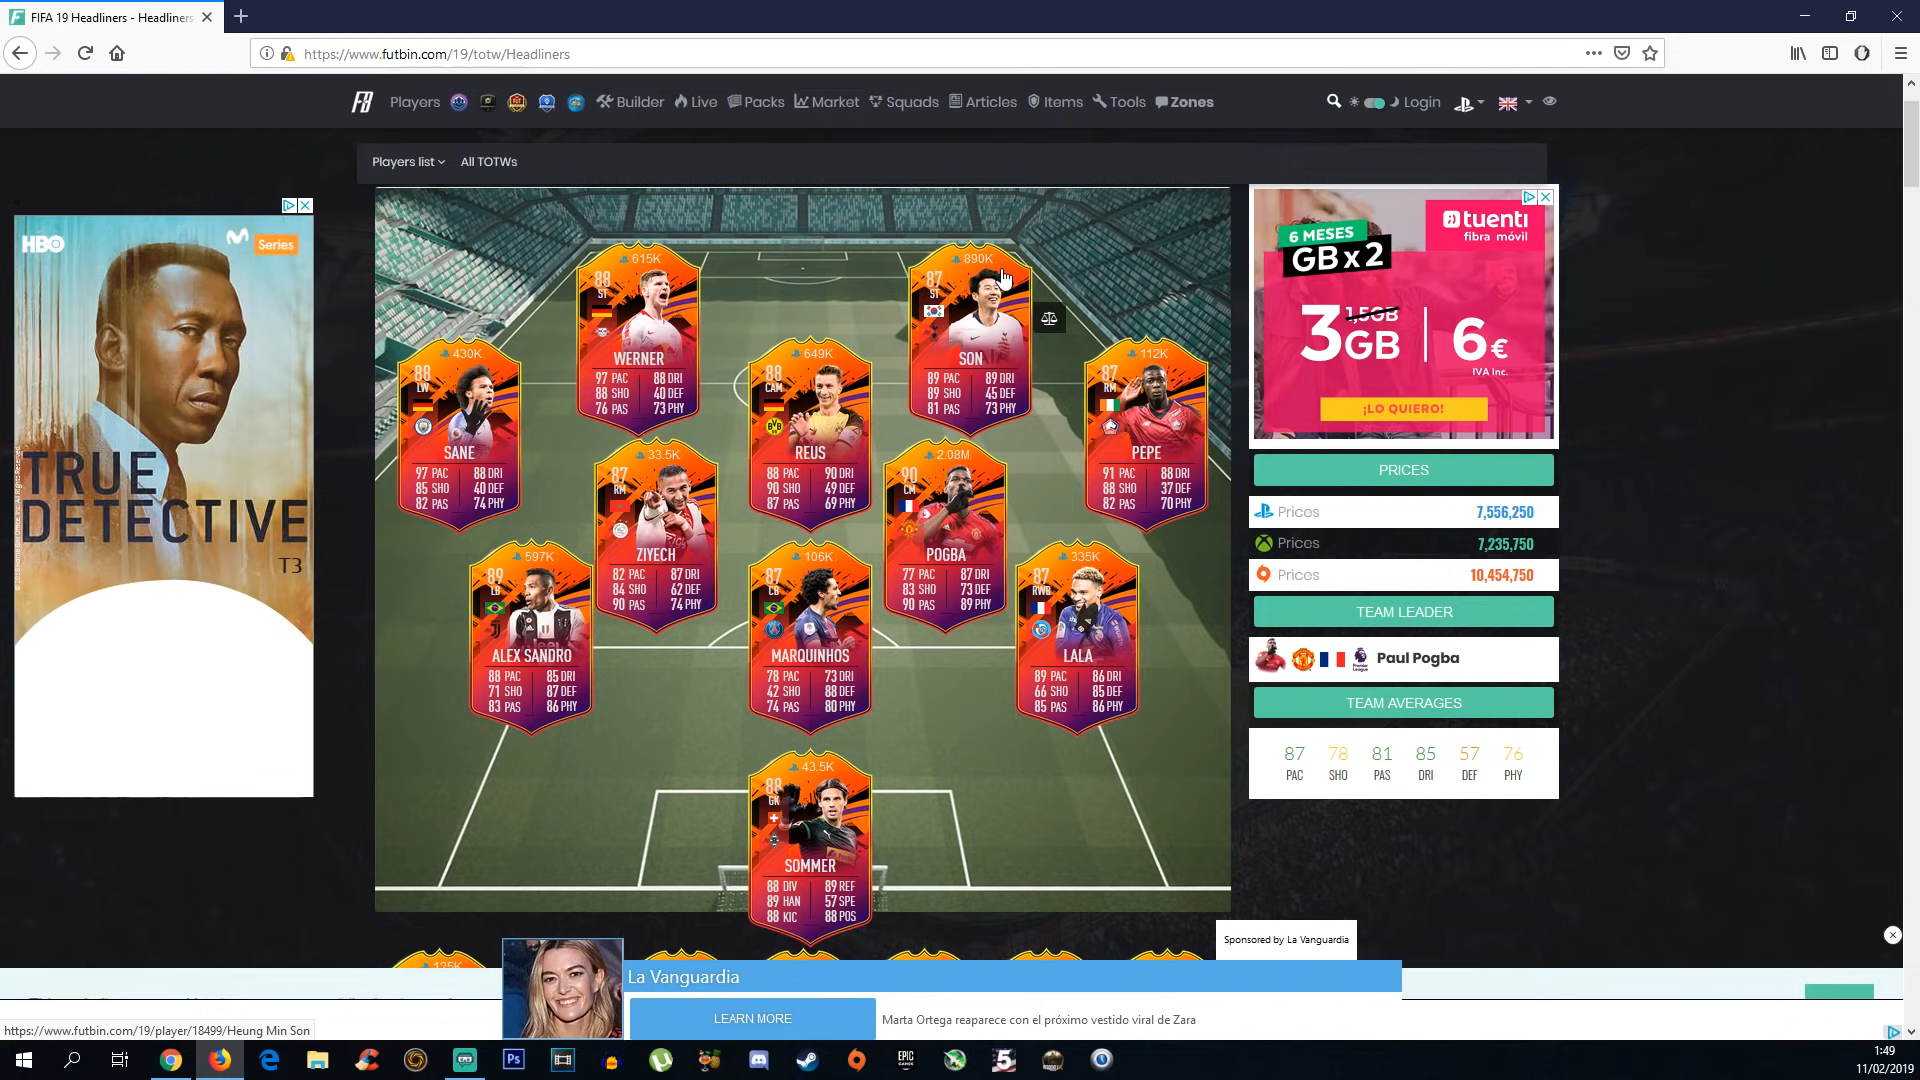 FIFA 19 Headliners - Headliners
https://www.futbin.com/19/totw/Headliners
Players Builder Live Packs Market Squads Articles Items Tools Zones Login
Players list All TOTWs
HBO Series
TRUE
DETECTIVE
T3
615K
88
ST
WERNER
97 PAC 88 DRI
88 SHO 40 DEF
76 PAS 73 PHY
890K
87
ST
SON
89 PAC 89 DRI
89 SHO 45 DEF
81 PAS 73 PHY
430K
88
LW
SANE
97 PAC 88 DRI
85 SHO 40 DEF
82 PAS 74 PHY
649K
88
CAM
REUS
88 PAC 90 DRI
90 SHO 49 DEF
87 PAS 69 PHY
112K
87
RM
PEPE
91 PAC 88 DRI
88 SHO 37 DEF
82 PAS 70 PHY
33.5K
87
RM
ZIYECH
82 PAC 87 DRI
84 SHO 62 DEF
90 PAS 74 PHY
2.08M
90
CM
POGBA
77 PAC 87 DRI
83 SHO 73 DEF
90 PAS 89 PHY
597K
89
LB
ALEX SANDRO
88 PAC 85 DRI
71 SHO 87 DEF
83 PAS 86 PHY
106K
87
CB
MARQUINHOS
78 PAC 73 DRI
42 SHO 88 DEF
74 PAS 80 PHY
335K
87
RWB
LALA
89 PAC 86 DRI
66 SHO 85 DEF
85 PAS 86 PHY
43.5K
88
GK
SOMMER
88 DIV 89 REF
89 HAN 57 SPE
88 KIC 88 POS
125K
tuenti
fibra móvil
6 MESES
GB x 2
1,5GB
3GB 6€
IVA Inc.
¡LO QUIERO!
PRICES
Prices 7,556,250
Prices 7,235,750
Prices 10,454,750
TEAM LEADER
Paul Pogba
TEAM AVERAGES
87 78 81 85 57 76
PAC SHO PAS DRI DEF PHY
Sponsored by La Vanguardia
La Vanguardia
LEARN MORE
Marta Ortega reaparece con el próximo vestido viral de Zara
https://www.futbin.com/19/player/18499/Heung Min Son
1:49
11/02/2019